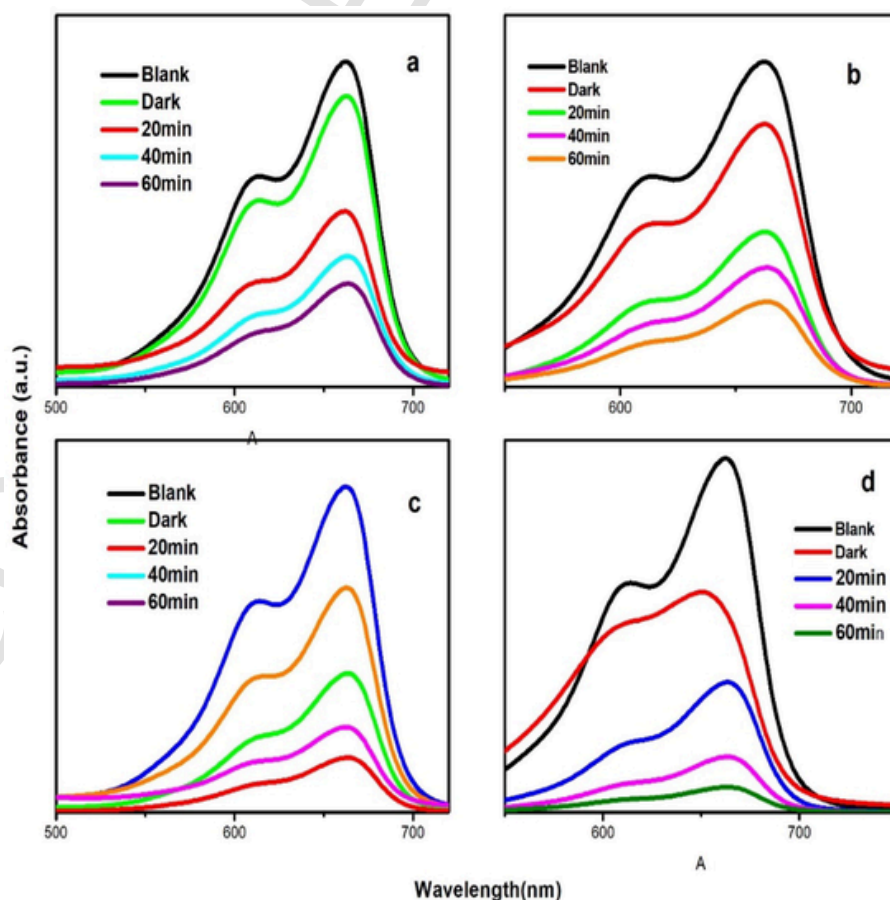 a
Blank
Dark
20min
40min
60min
500
600
700
A
b
Blank
Dark
20min
40min
60min
600
700
Absorbance (a.u.)
c
Blank
Dark
20min
40min
60min
500
600
700
d
Blank
Dark
20min
40min
60min
600
700
A
Wavelength(nm)